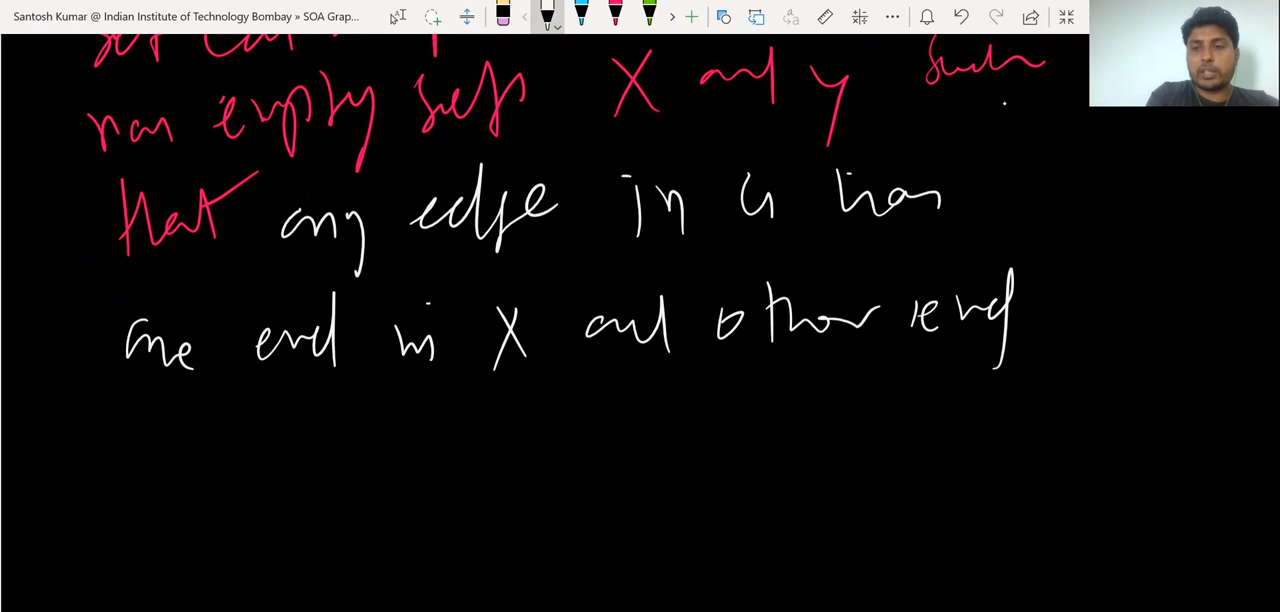 Santosh Kumar @ Indian Institute of Technology Bombay » SOA Grap...
non empty sets X and Y such
that any edge in G has
one end in X and other end